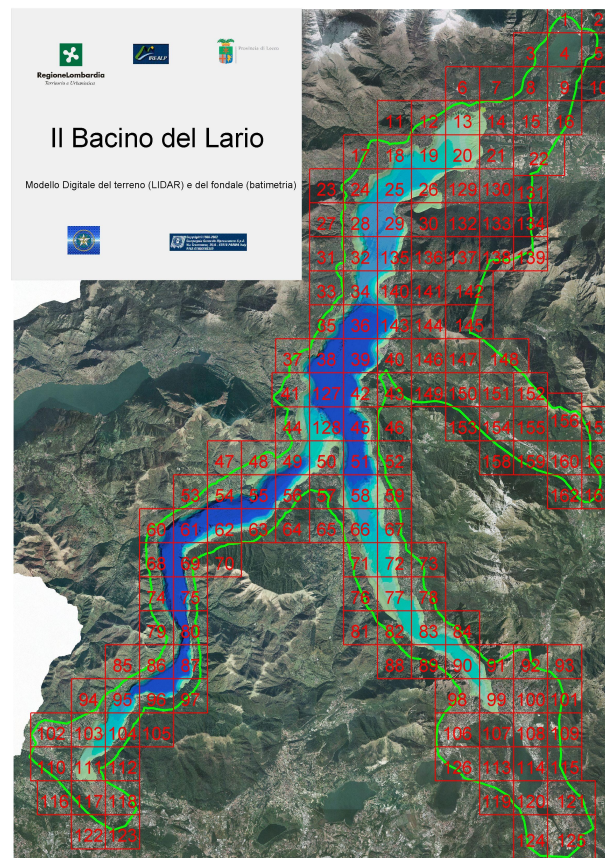 RegioneLombardia
Territorio e Urbanistica
IREALP
Provincia di Lecco
Il Bacino del Lario
Modello Digitale del terreno (LIDAR) e del fondale (batimetria)
1 2
3 4 5
6 7 8 9 10
11 12 13 14 15 16
17 18 19 20 21 22
23 24 25 26 129 130 131
27 28 29 30 132 133 134
31 32 135 136 137 138 139
33 34 140 141 142
35 36 143 144 145
37 38 39 40 146 147 148
41 127 42 43 149 150 151 152
44 128 45 46 153 154 155 156
47 48 49 50 51 52 158 159 160
53 54 55 56 57 58 59 162
60 61 62 63 64 65 66 67
68 69 70 71 72 73
74 75 76 77 78
79 80 81 82 83 84
85 86 87 88 89 90 91 92 93
94 95 96 97 98 99 100 101
102 103 104 105 106 107 108 109
110 111 112 126 113 114 115
116 117 118 119 120 121
122 123 124 125